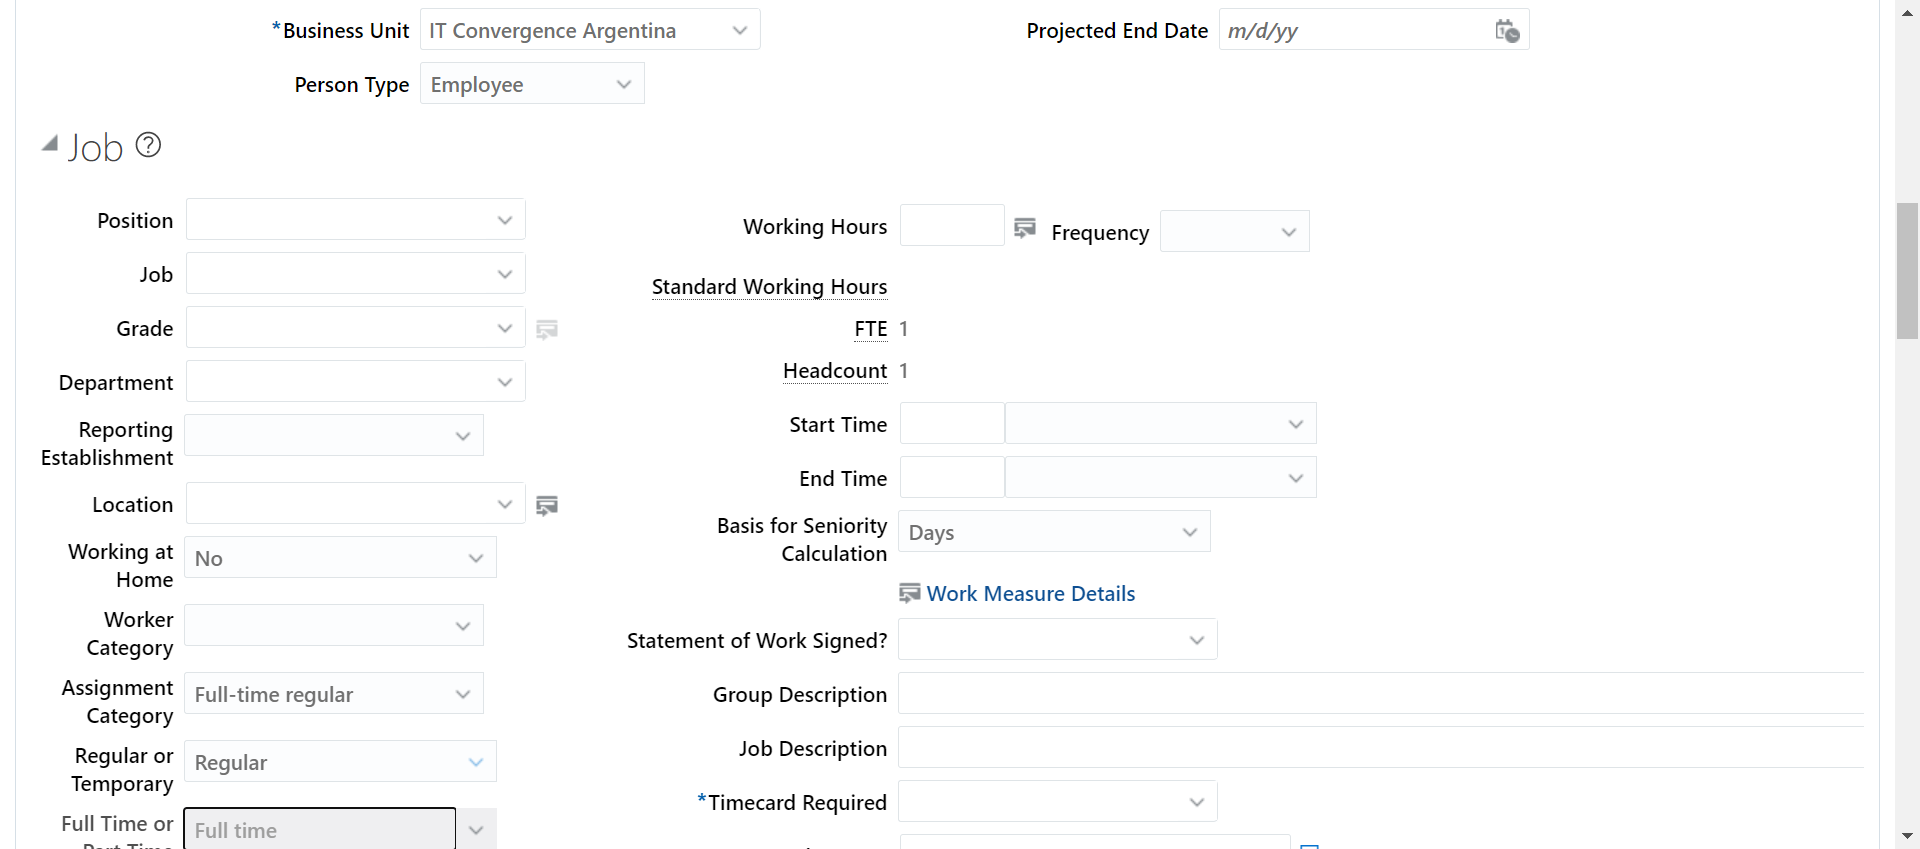 *Business Unit IT Convergence Argentina Projected End Date m/d/yy
Person Type Employee
Job ?
Position
Job
Grade
Department
Reporting
Establishment
Location
Working at
Home No
Worker
Category
Assignment
Category Full-time regular
Regular or
Temporary Regular
Full Time or
Full time
Working Hours Frequency
Standard Working Hours
FTE 1
Headcount 1
Start Time
End Time
Basis for Seniority
Calculation Days
Work Measure Details
Statement of Work Signed?
Group Description
Job Description
*Timecard Required